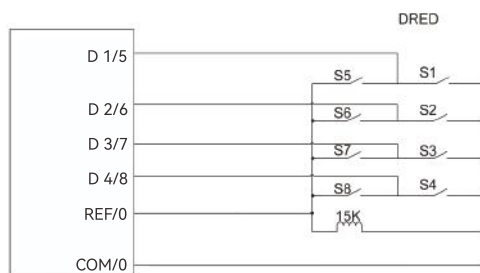 DRED
D 1/5
S5 S1
D 2/6
S6 S2
D 3/7
S7 S3
D 4/8
S8 S4
REF/0
15K
COM/0